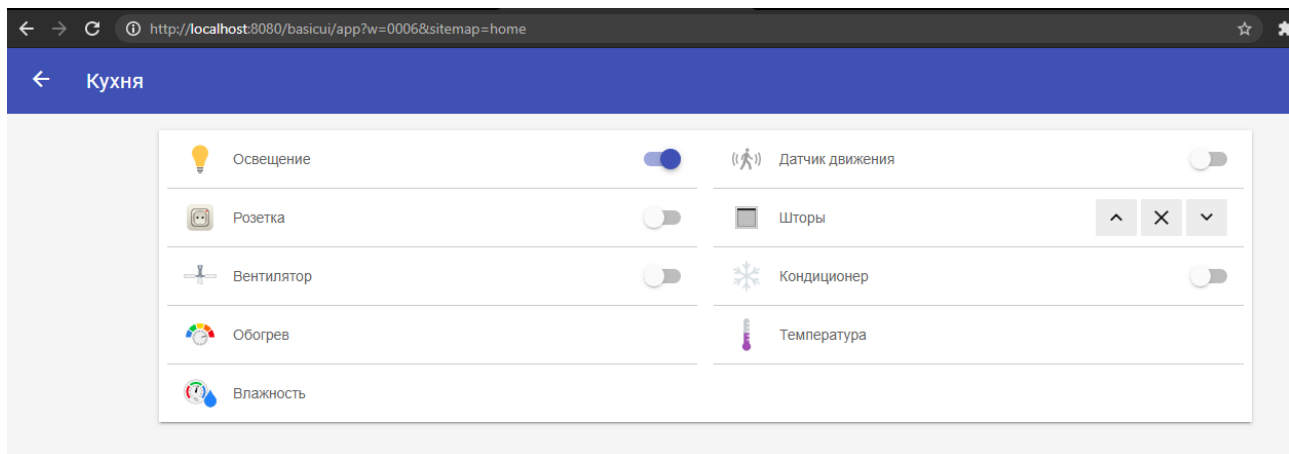 http://localhost:8080/basicui/app?w=0006&sitemap=home
Кухня
Освещение
Датчик движения
Розетка
Шторы
Вентилятор
Кондиционер
Обогрев
Температура
Влажность